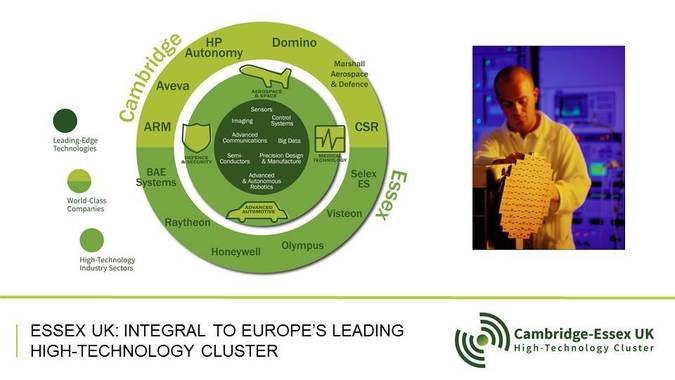 Cambridge
HP
Autonomy
Domino
Marshall
Aerospace
& Defence
Aveva
ARM
CSR
AEROSPACE
& SPACE
Sensors
Imaging
Control
Systems
Advanced
Communications
Big Data
Semi-
Conductors
Precision Design
& Manufacture
Advanced
& Autonomous
Robotics
DEFENCE
& SECURITY
MEDICAL
TECHNOLOGY
ADVANCED
AUTOMOTIVE
BAE
Systems
Selex
ES
Essex
Raytheon
Visteon
Honeywell
Olympus
Leading-Edge
Technologies
World-Class
Companies
High-Technology
Industry Sectors
ESSEX UK: INTEGRAL TO EUROPE’S LEADING
HIGH-TECHNOLOGY CLUSTER
Cambridge-Essex UK
High-Technology Cluster